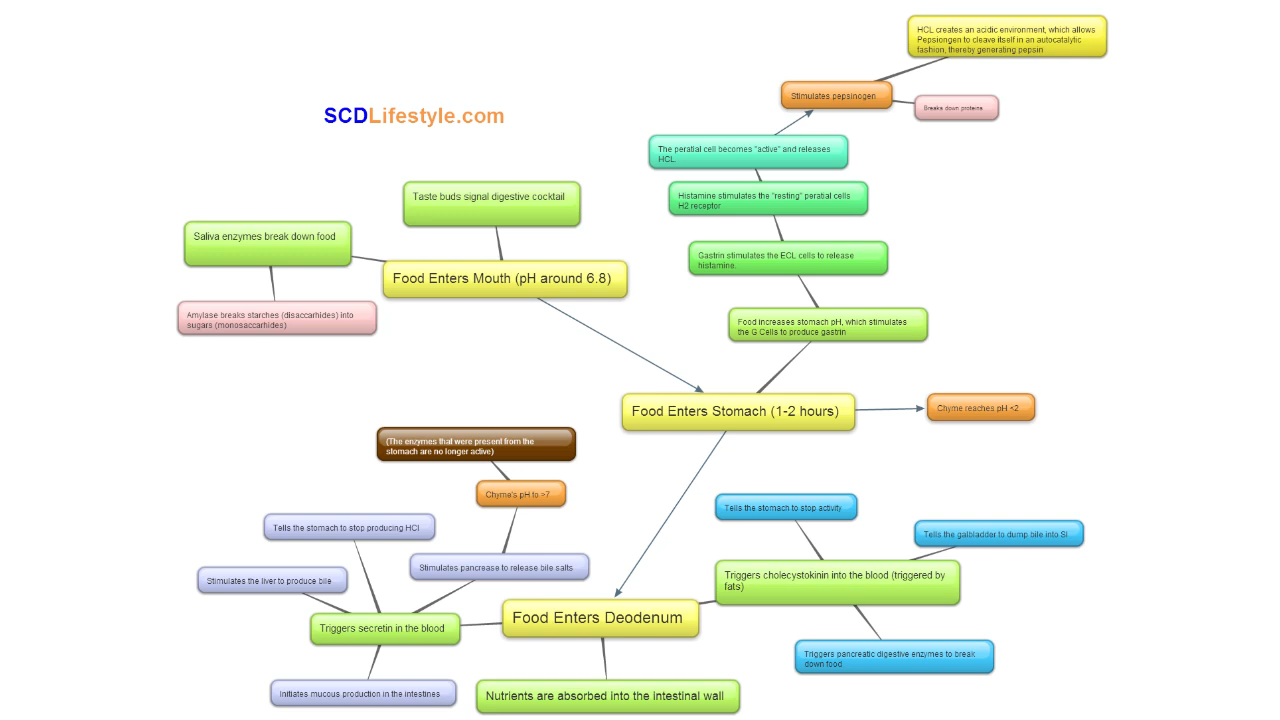 HCL creates an acidic environment, which allows
Pepsiongen to cleave itself in an autocatalytic
fashion, thereby generating pepsin
Stimulates pepsinogen
Breaks down proteins
SCDLifestyle.com
The peratial cell becomes "active" and releases
HCL.
Histamine stimulates the "resting" peratial cells
H2 receptor
Taste buds signal digestive cocktail
Saliva enzymes break down food
Gastrin stimulates the ECL cells to release
histamine.
Food Enters Mouth (pH around 6.8)
Amylase breaks starches (disaccarhides) into
sugars (monosaccarhides)
Food increases stomach pH, which stimulates
the G Cells to produce gastrin
Food Enters Stomach (1-2 hours)
Chyme reaches pH <2
(The enzymes that were present from the
stomach are no longer active)
Chyme's pH to >7
Tells the stomach to stop activity
Tells the stomach to stop producing HCl
Tells the galbladder to dump bile into SI
Stimulates pancrease to release bile salts
Stimulates the liver to produce bile
Triggers cholecystokinin into the blood (triggered by
fats)
Food Enters Deodenum
Triggers secretin in the blood
Triggers pancreatic digestive enzymes to break
down food
Initiates mucous production in the intestines
Nutrients are absorbed into the intestinal wall